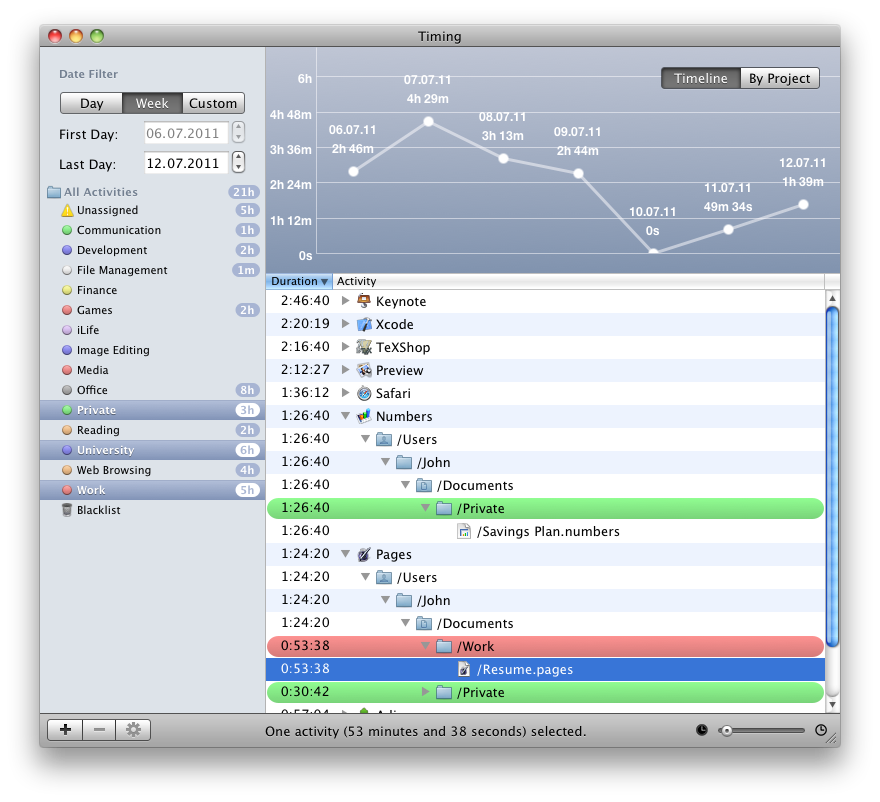 Timing
Date Filter
Day Week Custom
First Day: 06.07.2011
Last Day: 12.07.2011
All Activities 21h
Unassigned 5h
Communication 1h
Development 2h
File Management 1m
Finance
Games 2h
iLife
Image Editing
Media
Office 8h
Private 3h
Reading 2h
University 6h
Web Browsing 4h
Work 5h
Blacklist
Timeline By Project
6h
4h 48m
3h 36m
2h 24m
1h 12m
0s
06.07.11
2h 46m
07.07.11
4h 29m
08.07.11
3h 13m
09.07.11
2h 44m
10.07.11
0s
11.07.11
49m 34s
12.07.11
1h 39m
Duration Activity
2:46:40 Keynote
2:20:19 Xcode
2:16:40 TeXShop
2:12:27 Preview
1:36:12 Safari
1:26:40 Numbers
1:26:40 /Users
1:26:40 /John
1:26:40 /Documents
1:26:40 /Private
1:26:40 /Savings Plan.numbers
1:24:20 Pages
1:24:20 /Users
1:24:20 /John
1:24:20 /Documents
0:53:38 /Work
0:53:38 /Resume.pages
0:30:42 /Private
One activity (53 minutes and 38 seconds) selected.